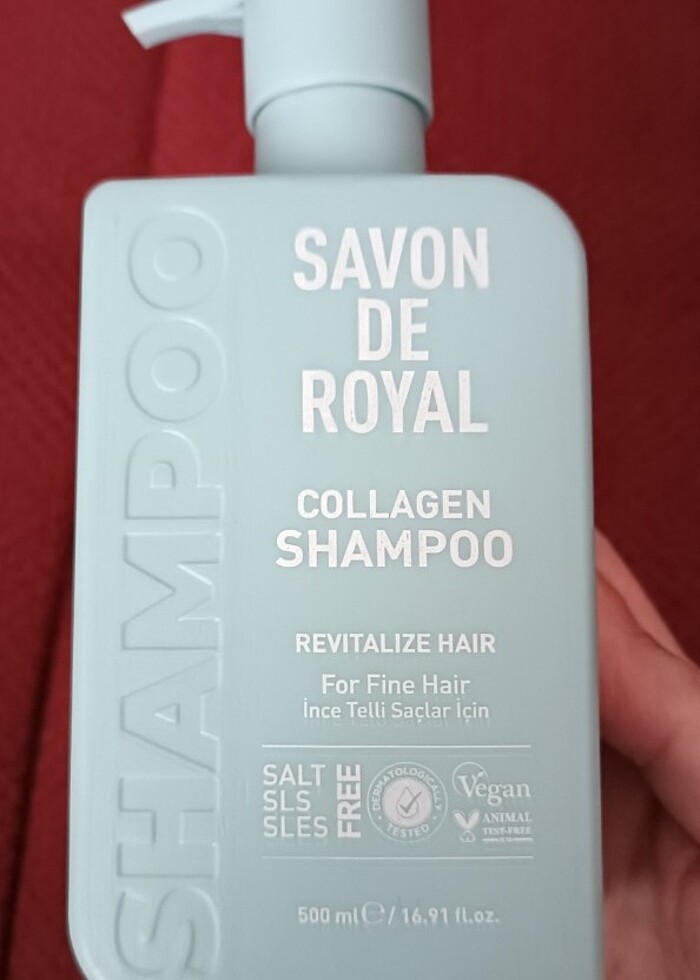 SHAMPOO
SAVON
DE
ROYAL
COLLAGEN
SHAMPOO
REVITALIZE HAIR
For Fine Hair
İnce Telli Saçlar İçin
SALT
SLS
SLES
FREE
DERMATOLOGICALLY
TESTED
Vegan
ANIMAL
TEST-FREE
500 ml ℮ / 16.91 fl.oz.